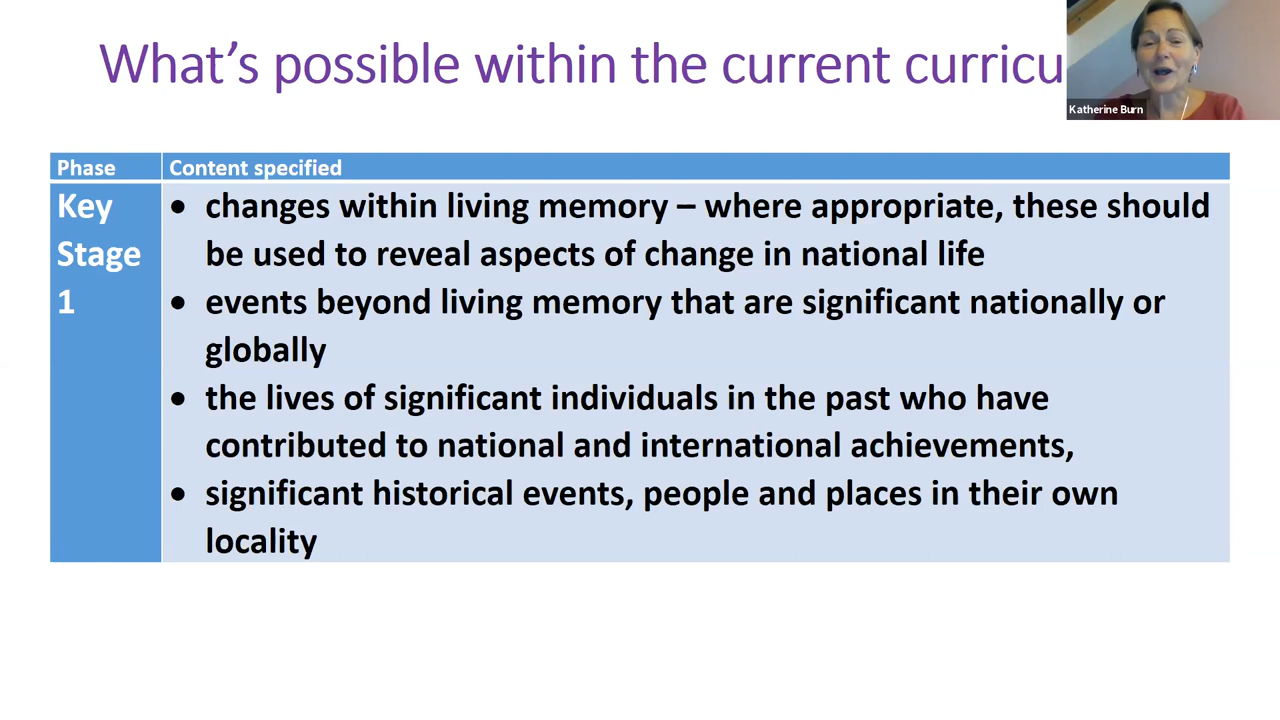 What's possible within the current curricu
Katherine Burn
Phase
Content specified
Key
Stage
1
• changes within living memory – where appropriate, these should
be used to reveal aspects of change in national life
• events beyond living memory that are significant nationally or
globally
• the lives of significant individuals in the past who have
contributed to national and international achievements,
• significant historical events, people and places in their own
locality